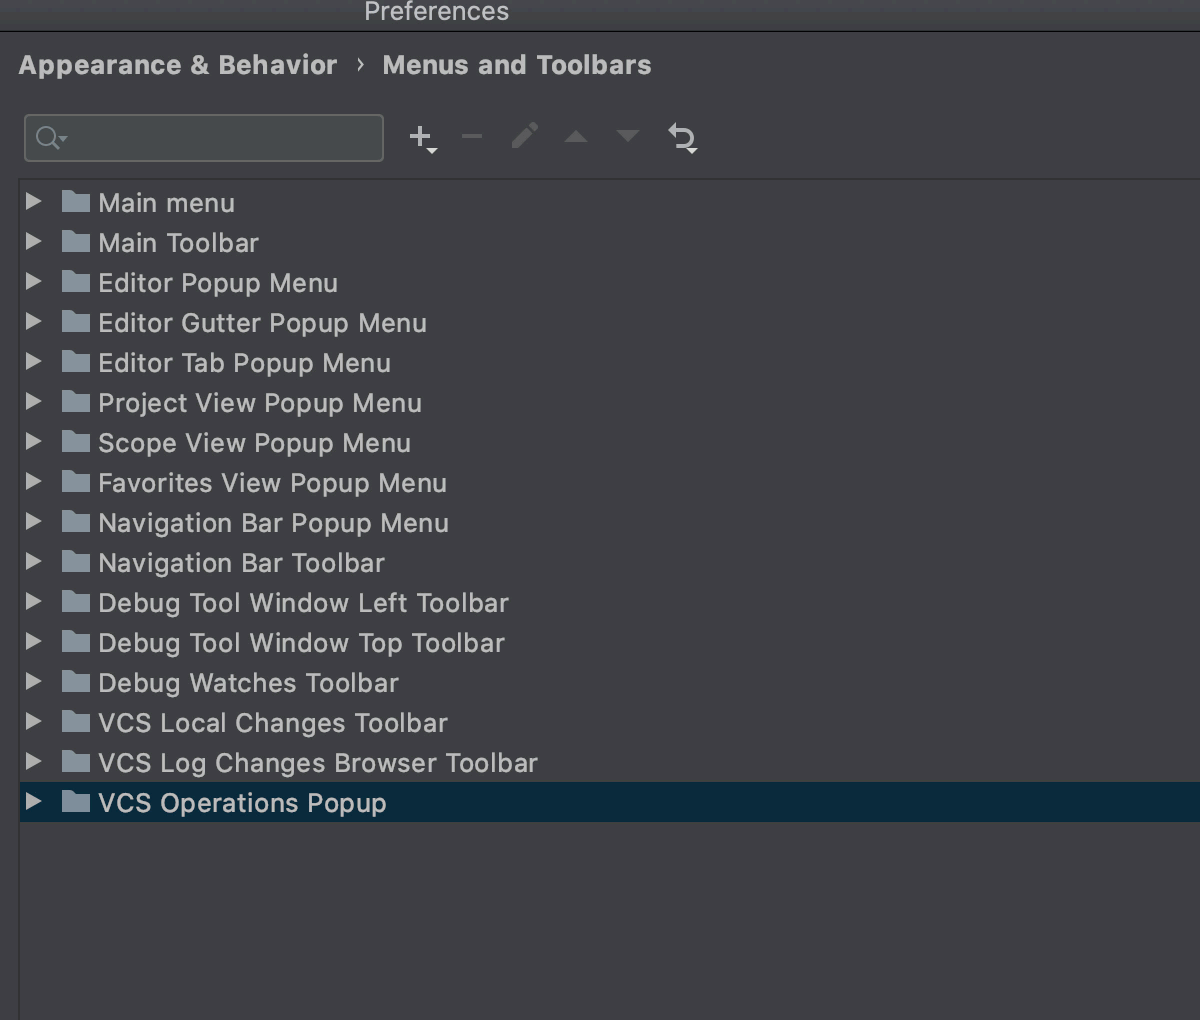 Preferences
Appearance & Behavior › Menus and Toolbars
Main menu
Main Toolbar
Editor Popup Menu
Editor Gutter Popup Menu
Editor Tab Popup Menu
Project View Popup Menu
Scope View Popup Menu
Favorites View Popup Menu
Navigation Bar Popup Menu
Navigation Bar Toolbar
Debug Tool Window Left Toolbar
Debug Tool Window Top Toolbar
Debug Watches Toolbar
VCS Local Changes Toolbar
VCS Log Changes Browser Toolbar
VCS Operations Popup